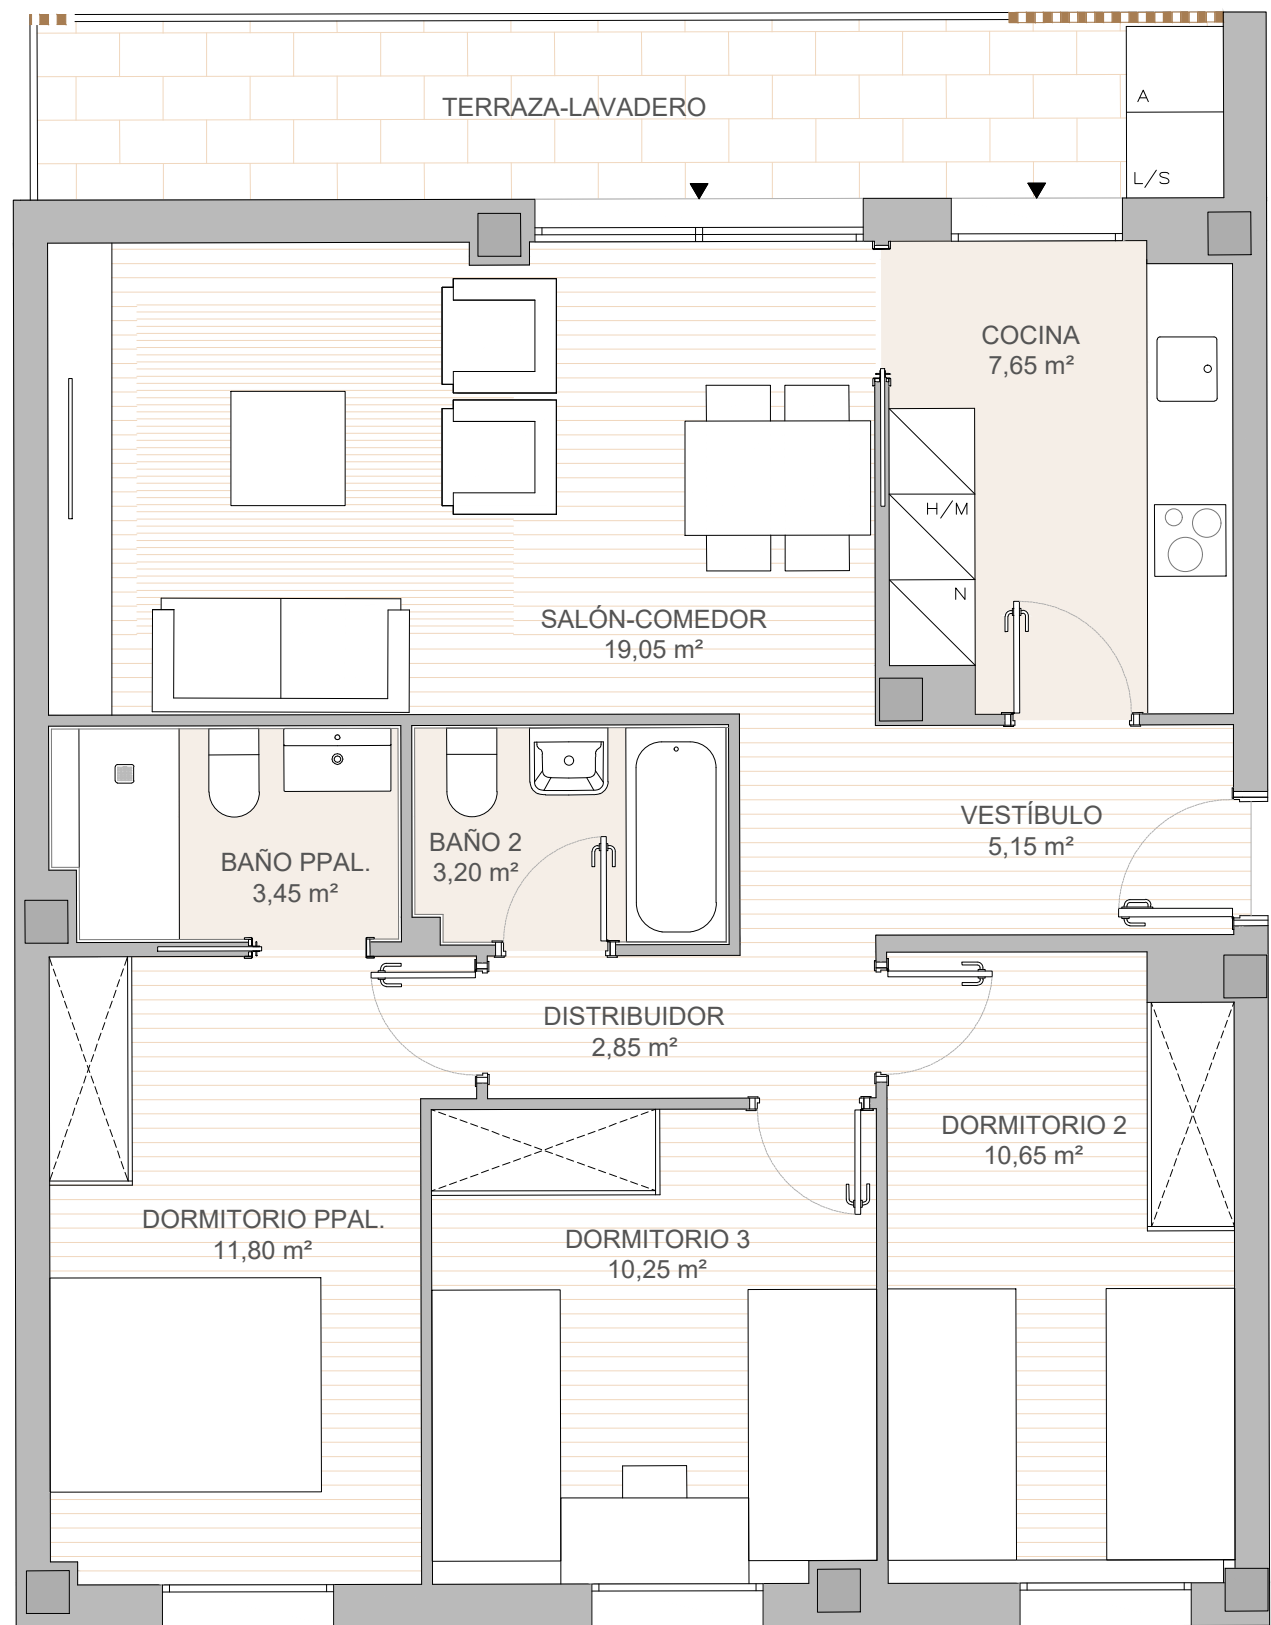 TERRAZA-LAVADERO
A
L/S
COCINA
7,65 m²
H/M
N
SALÓN-COMEDOR
19,05 m²
VESTÍBULO
5,15 m²
BAÑO 2
3,20 m²
BAÑO PPAL.
3,45 m²
DISTRIBUIDOR
2,85 m²
DORMITORIO 2
10,65 m²
DORMITORIO PPAL.
11,80 m²
DORMITORIO 3
10,25 m²